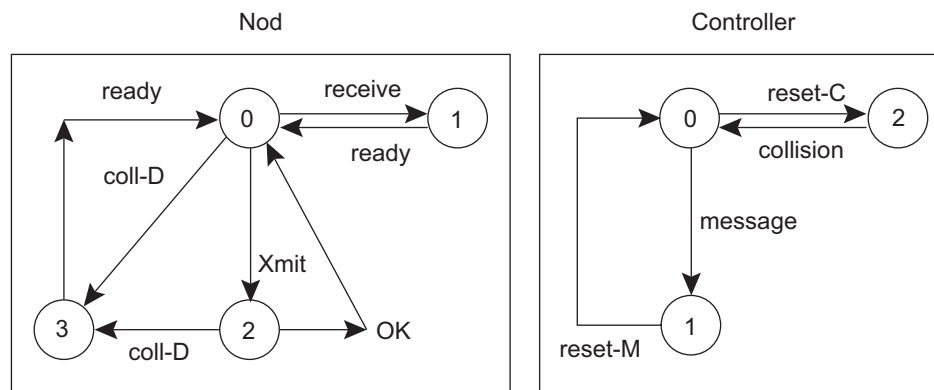 Nod
Controller
ready
receive
0
1
ready
coll-D
Xmit
3
2
coll-D
OK
0
reset-C
2
collision
message
1
reset-M